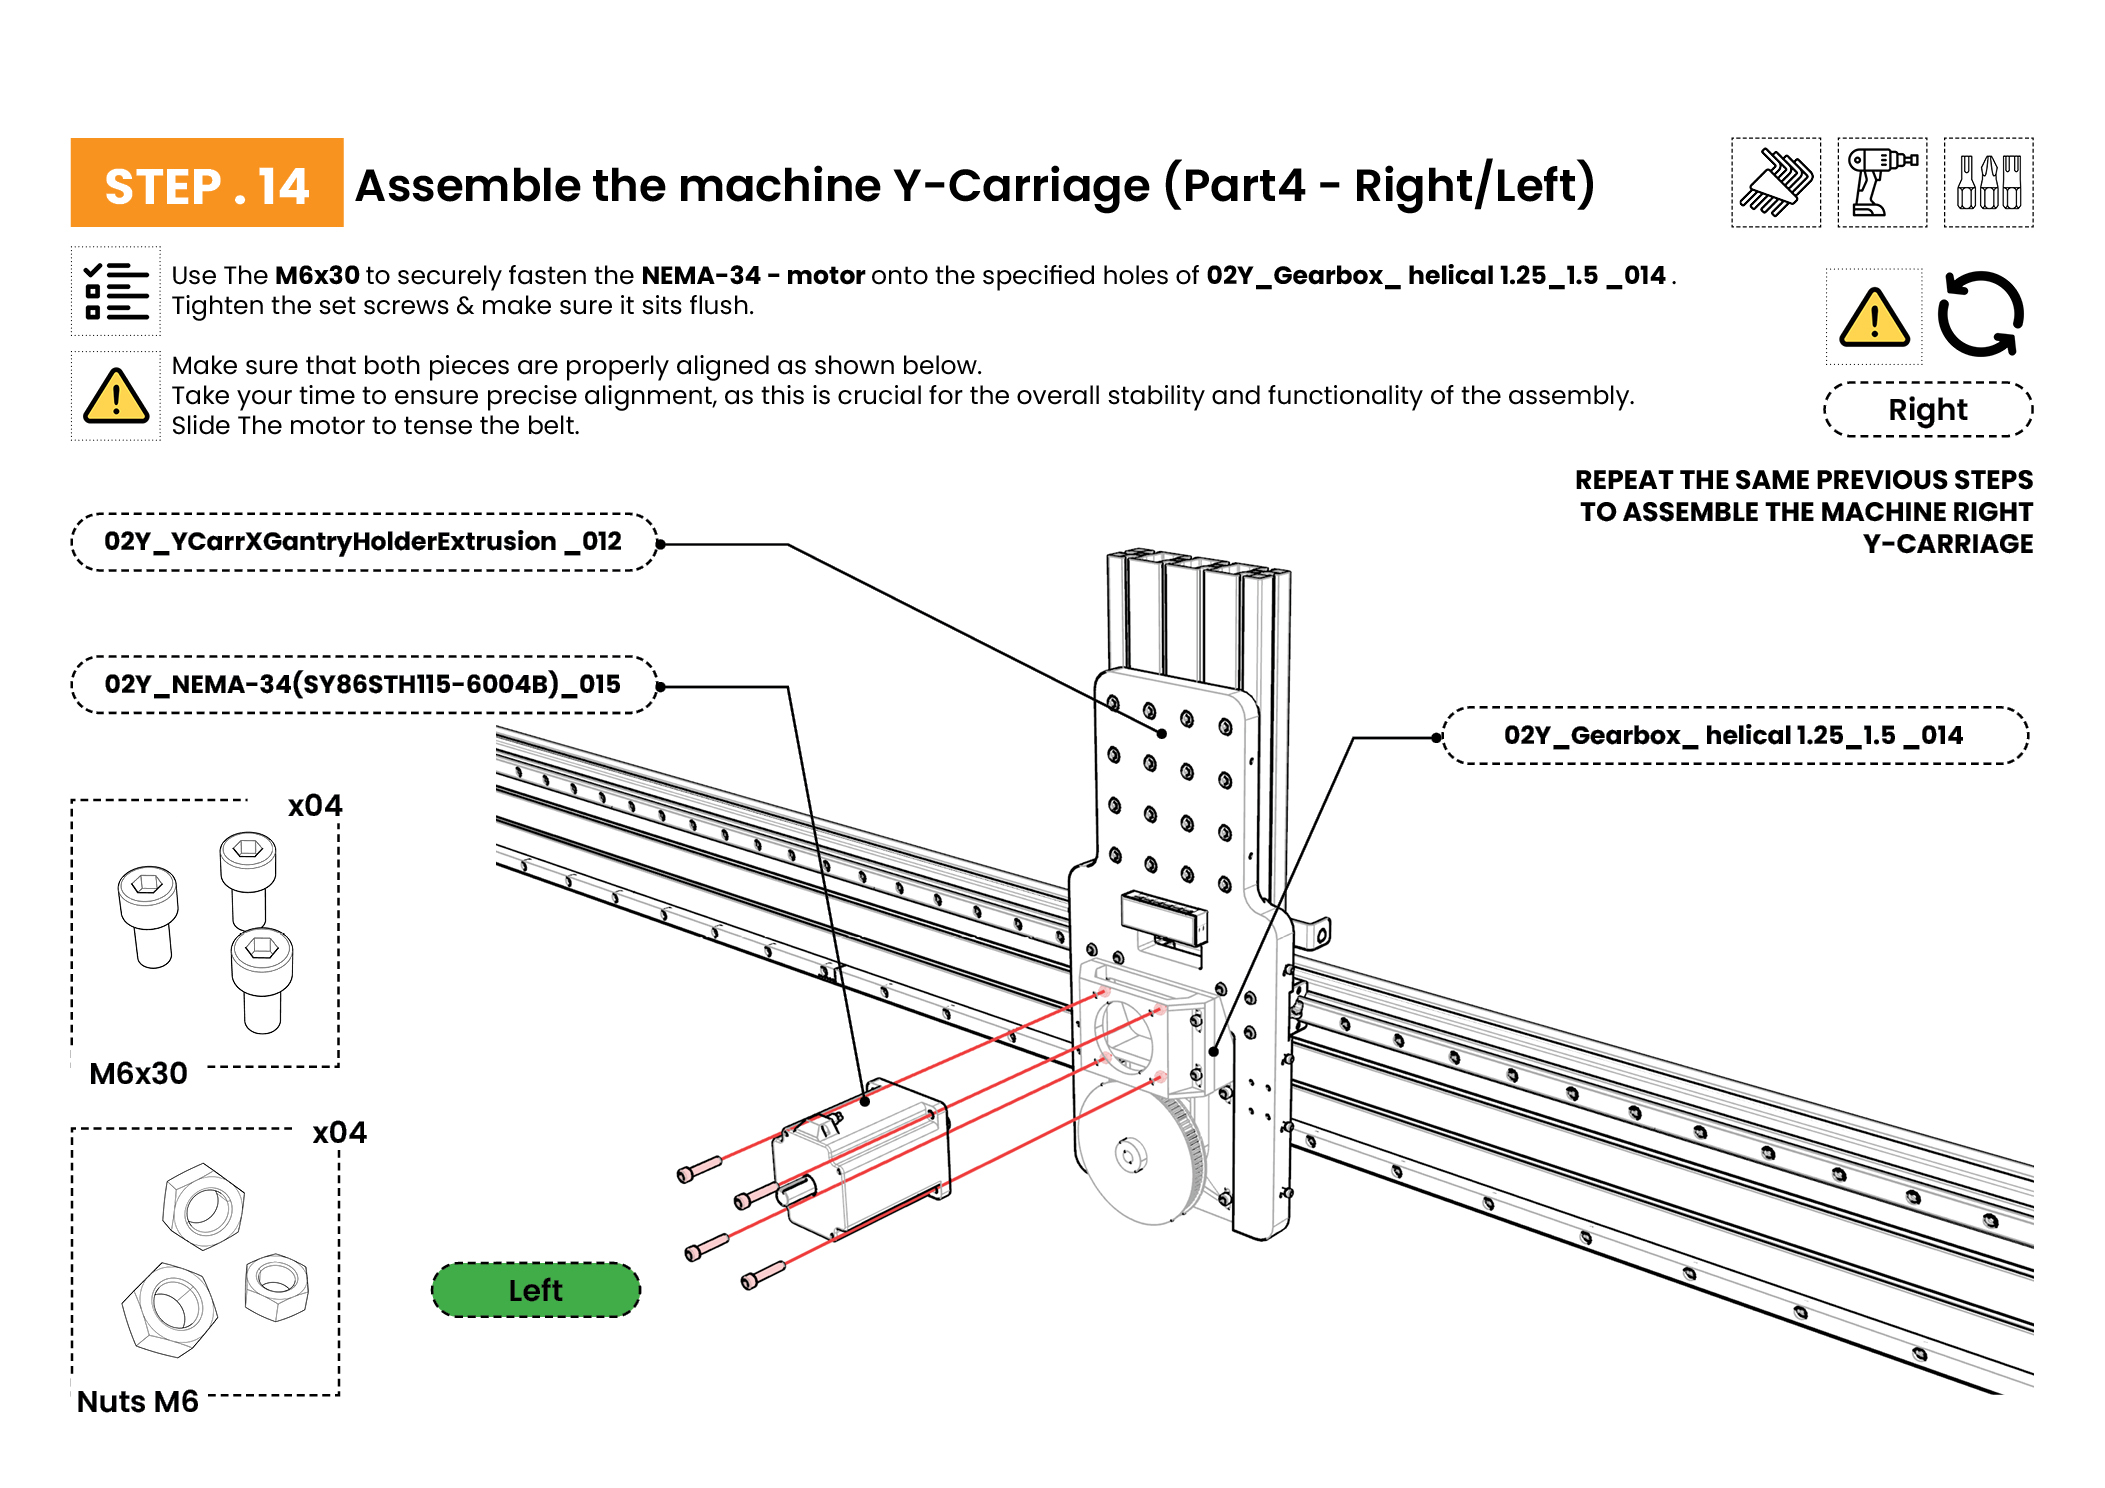 STEP . 14
Assemble the machine Y-Carriage (Part4 - Right/Left)
Use The M6x30 to securely fasten the NEMA-34 - motor onto the specified holes of 02Y_Gearbox_ helical 1.25_1.5 _014 .
Tighten the set screws & make sure it sits flush.
Make sure that both pieces are properly aligned as shown below.
Take your time to ensure precise alignment, as this is crucial for the overall stability and functionality of the assembly.
Slide The motor to tense the belt.
Right
REPEAT THE SAME PREVIOUS STEPS
TO ASSEMBLE THE MACHINE RIGHT
Y-CARRIAGE
02Y_YCarrXGantryHolderExtrusion _012
02Y_NEMA-34(SY86STH115-6004B)_015
02Y_Gearbox_ helical 1.25_1.5 _014
x04
M6x30
x04
Nuts M6
Left